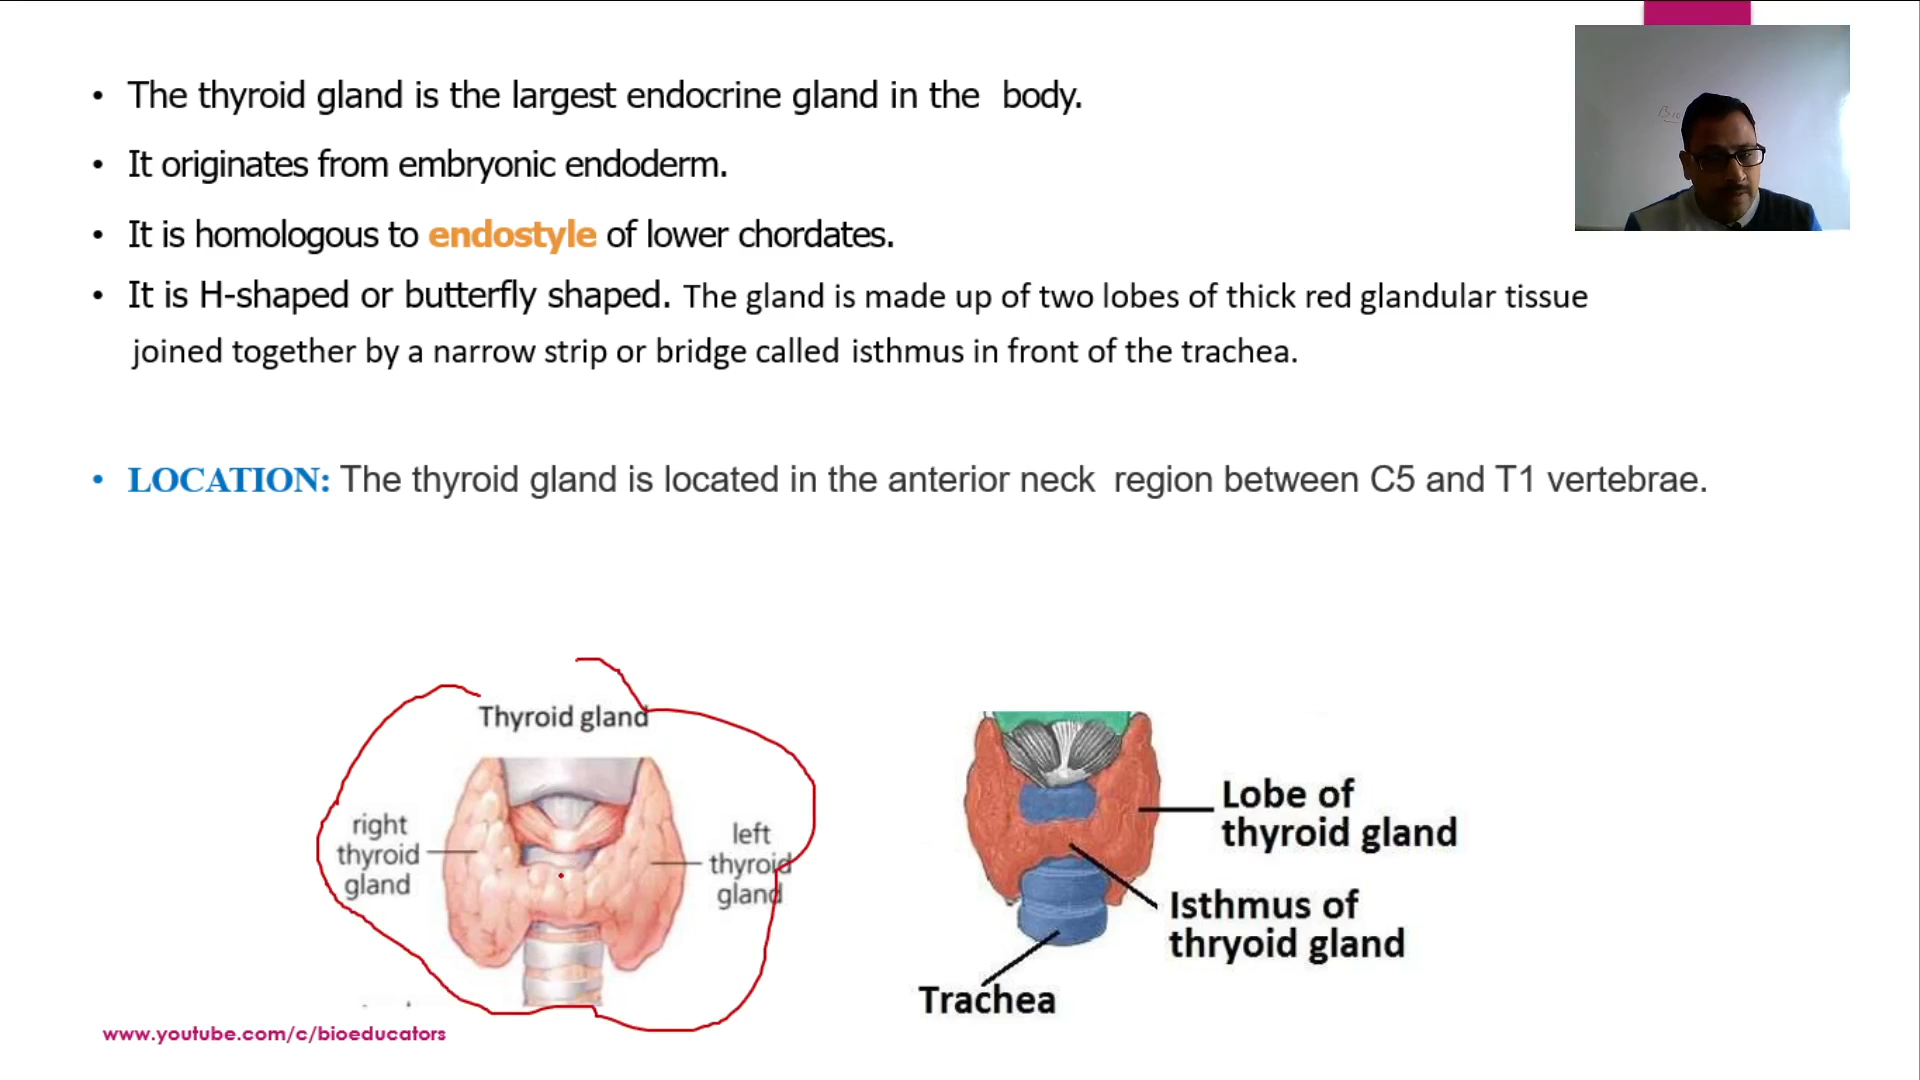 • The thyroid gland is the largest endocrine gland in the body.
• It originates from embryonic endoderm.
• It is homologous to endostyle of lower chordates.
• It is H-shaped or butterfly shaped. The gland is made up of two lobes of thick red glandular tissue
joined together by a narrow strip or bridge called isthmus in front of the trachea.
• LOCATION: The thyroid gland is located in the anterior neck region between C5 and T1 vertebrae.
Thyroid gland
right
thyroid
gland
left
thyroid
gland
Lobe of
thyroid gland
Isthmus of
thryoid gland
Trachea
www.youtube.com/c/bioeducators